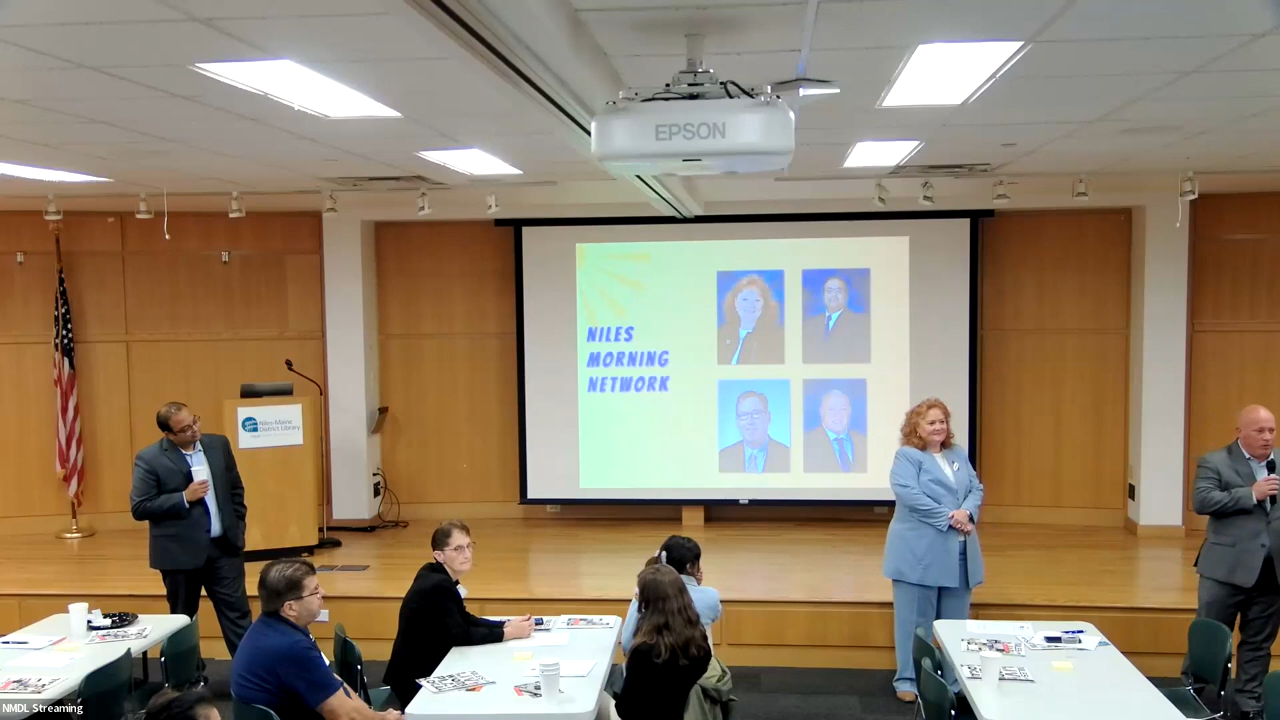 EPSON
NILES
MORNING
NETWORK
Niles-Maine
District Library
NMDL Streaming